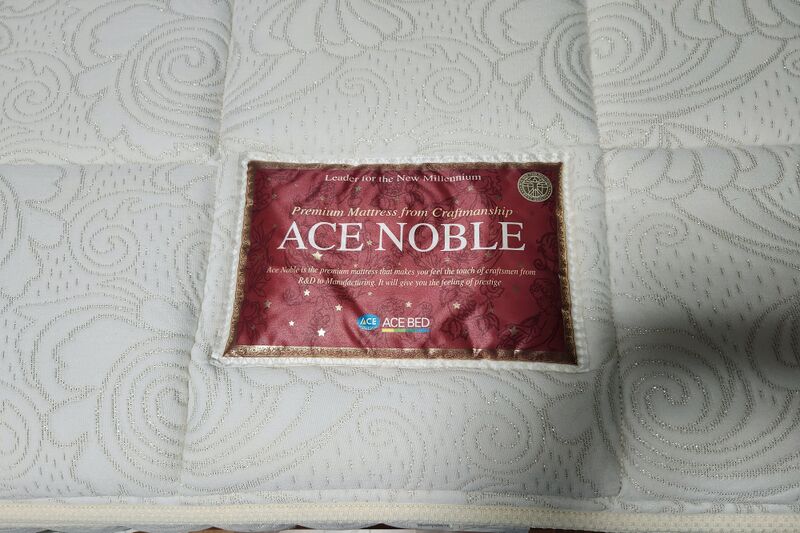 Leader for the New Millennium
Premium Mattress from Craftmanship
ACE NOBLE
Ace Noble is the premium mattress that makes you feel the touch of craftsmen from
R&D to Manufacturing. It will give you the feeling of prestige
ACE ACE BED